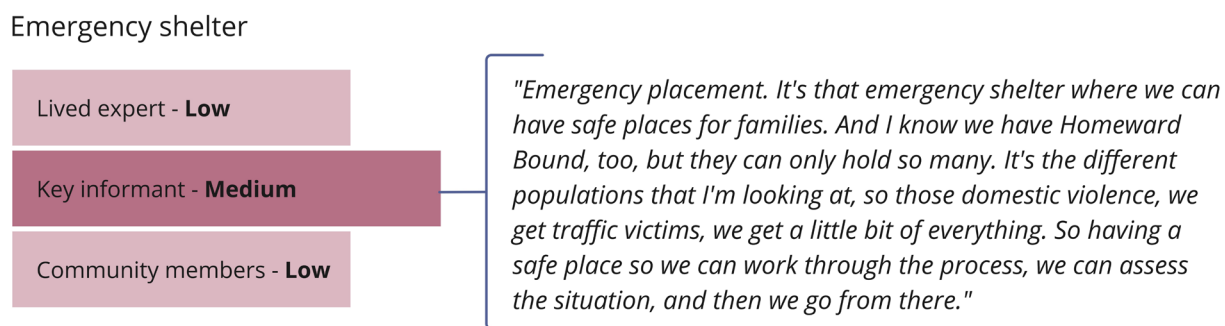 Emergency shelter
Lived expert - Low
Key informant - Medium
Community members - Low
"Emergency placement. It's that emergency shelter where we can
have safe places for families. And I know we have Homeward
Bound, too, but they can only hold so many. It's the different
populations that I'm looking at, so those domestic violence, we
get traffic victims, we get a little bit of everything. So having a
safe place so we can work through the process, we can assess
the situation, and then we go from there."